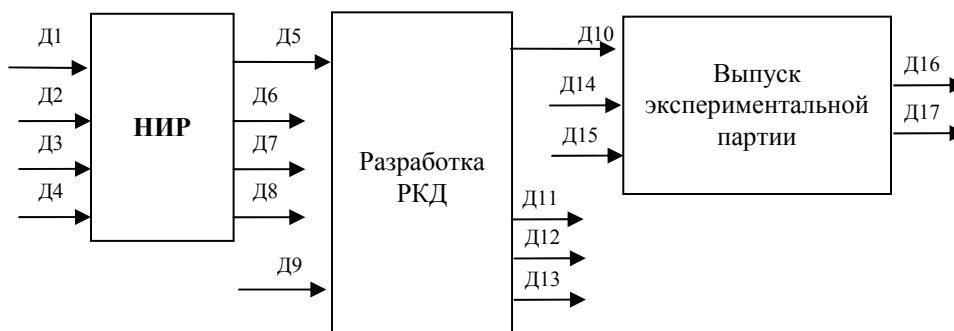 Д1
Д2
Д3
Д4
НИР
Д5
Д6
Д7
Д8
Д9
Разработка
РКД
Д10
Д14
Д15
Д11
Д12
Д13
Выпуск
экспериментальной
партии
Д16
Д17